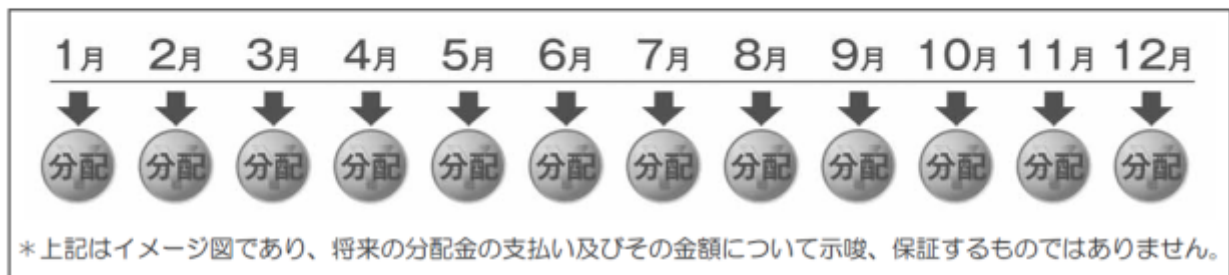 1月 2月 3月 4月 5月 6月 7月 8月 9月 10月 11月 12月
分配 分配 分配 分配 分配 分配 分配 分配 分配 分配 分配 分配
＊上記はイメージ図であり、将来の分配金の支払い及びその金額について示唆、保証するものではありません。